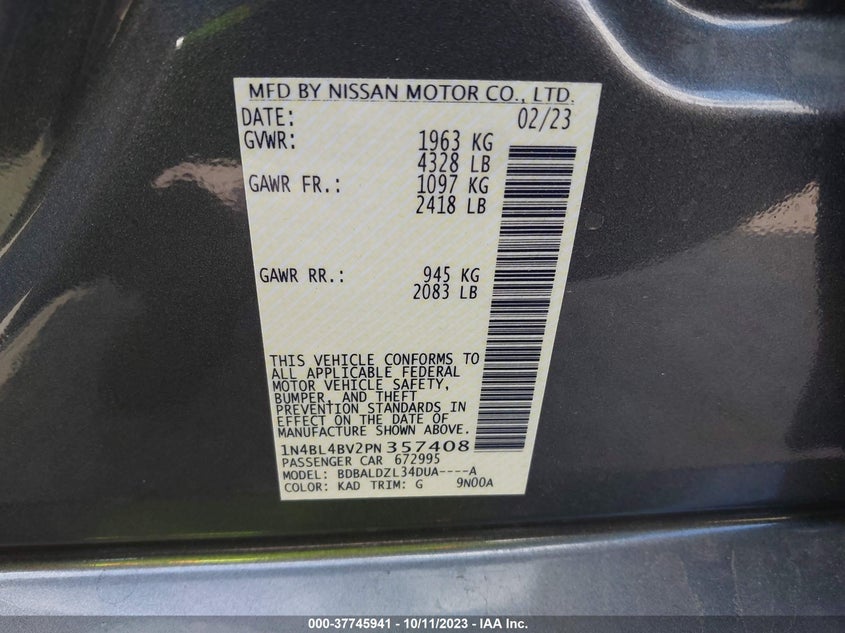 MFD BY NISSAN MOTOR CO., LTD.
DATE: 02/23
GVWR: 1963 KG
4328 LB
GAWR FR.: 1097 KG
2418 LB
GAWR RR.: 945 KG
2083 LB
THIS VEHICLE CONFORMS TO
ALL APPLICABLE FEDERAL
MOTOR VEHICLE SAFETY,
BUMPER, AND THEFT
PREVENTION STANDARDS IN
EFFECT ON THE DATE OF
MANUFACTURE SHOWN ABOVE.
1N4BL4BV2PN357408
PASSENGER CAR 672995
MODEL: BDBALDZL34DUA----A
COLOR: KAD TRIM: G 9N00A
000-37745941 - 10/11/2023 - IAA Inc.